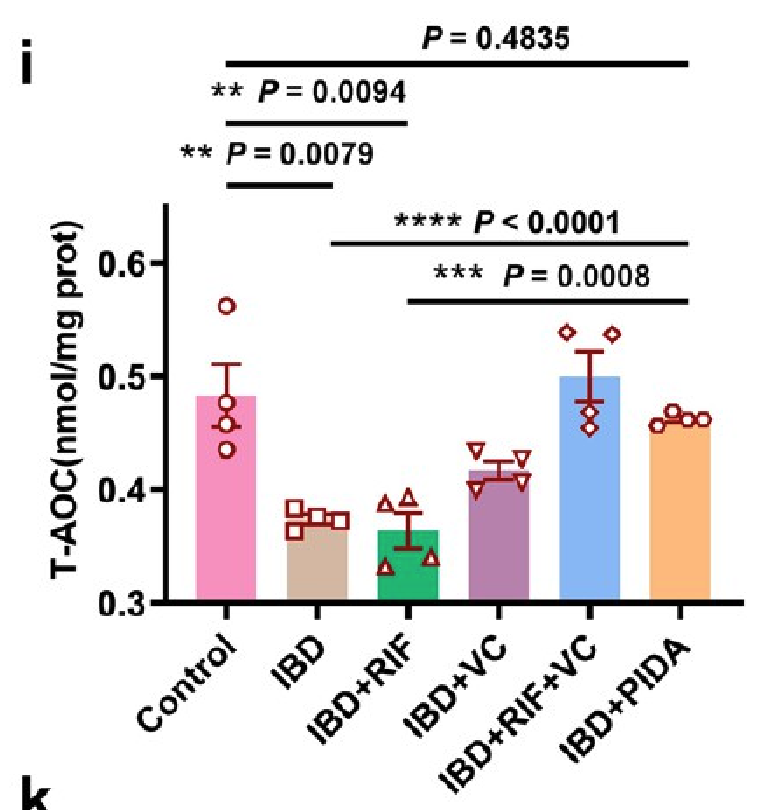 i
P = 0.4835
** P = 0.0094
** P = 0.0079
**** P < 0.0001
*** P = 0.0008
T-AOC(nmol/mg prot)
0.6
0.5
0.4
0.3
Control
IBD
IBD+RIF
IBD+VC
IBD+RIF+VC
IBD+PIDA
k